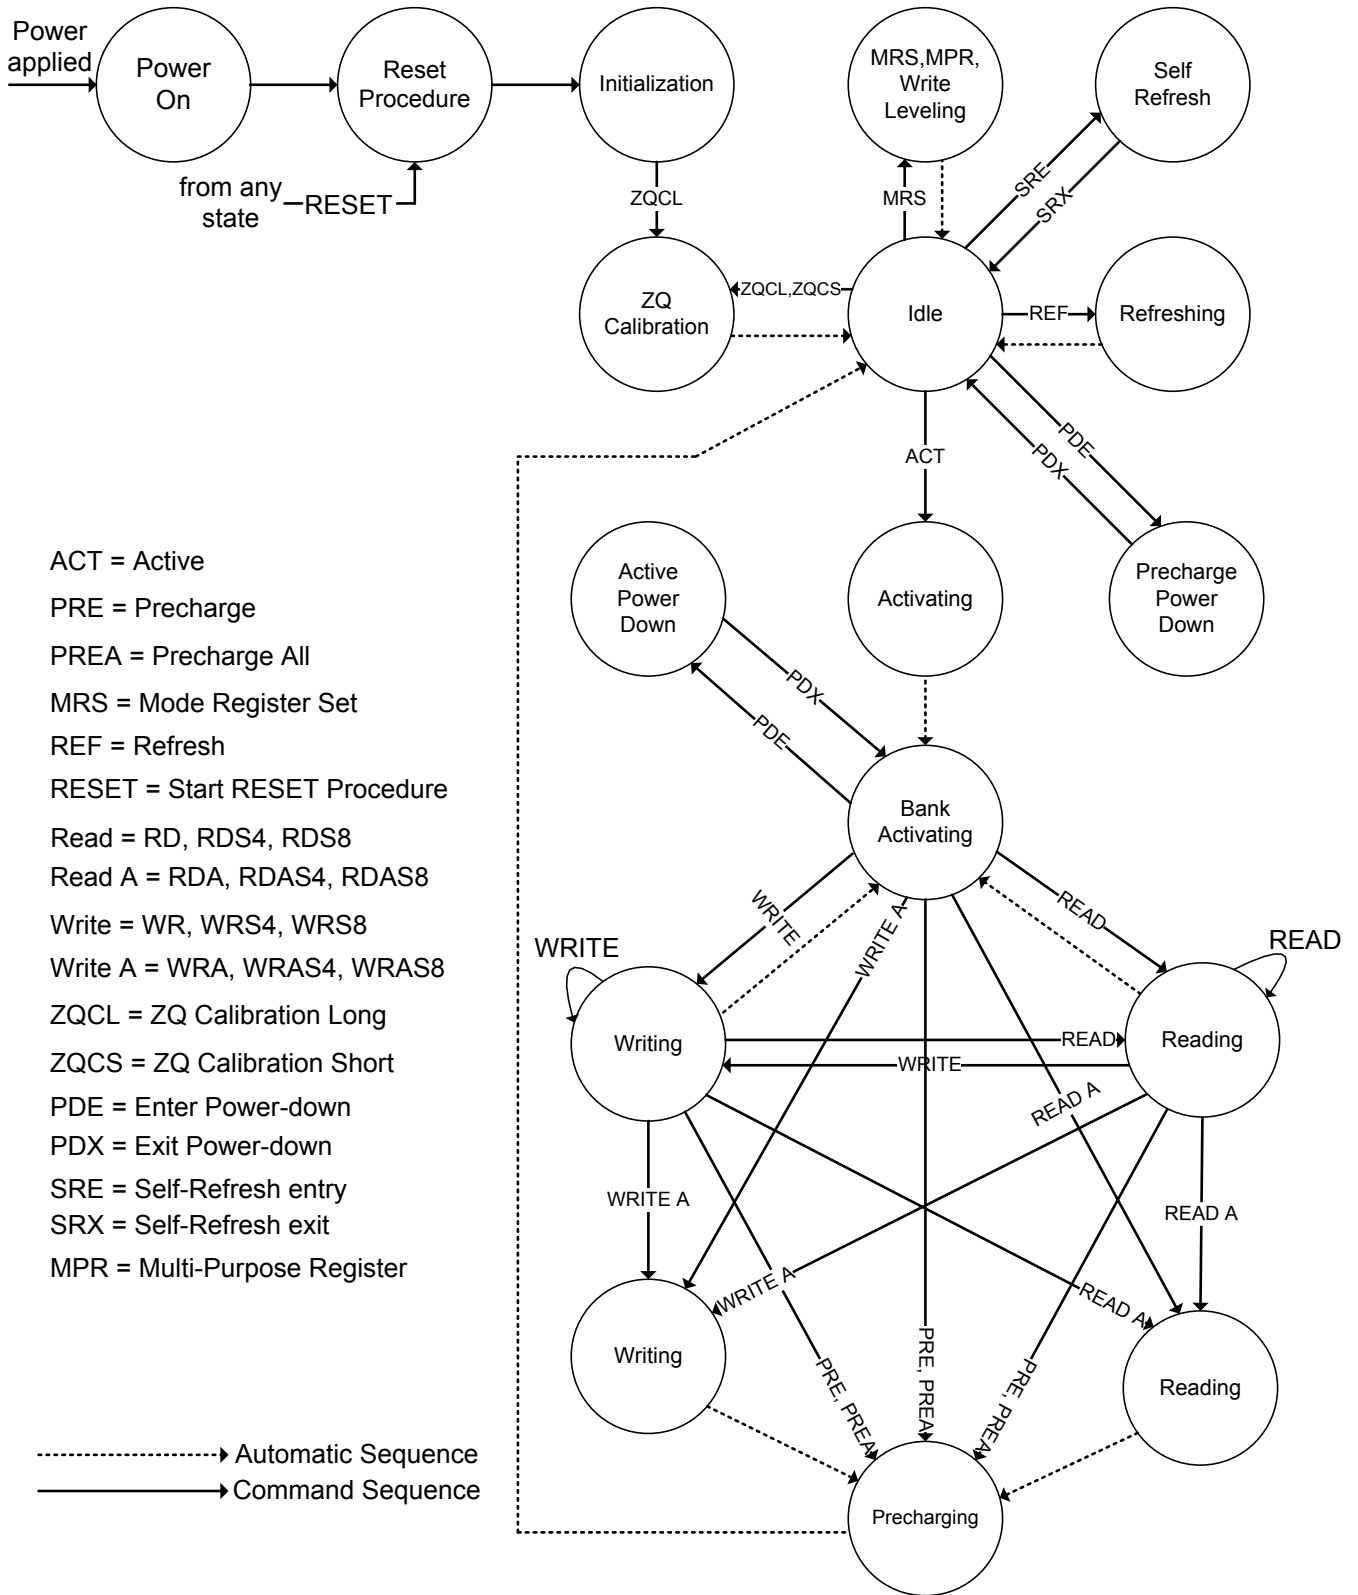 Power
applied
Power
On
Reset
Procedure
Initialization
MRS,MPR,
Write
Leveling
Self
Refresh
from any
state
RESET
ZQCL
MRS
SRE
SRX
ZQ
Calibration
ZQCL,ZQCS
Idle
REF
Refreshing
ACT
PDE
PDX
Active
Power
Down
Activating
Precharge
Power
Down
PDX
PDE
Bank
Activating
WRITE
WRITE A
READ
WRITE
READ
Writing
READ
WRITE
Reading
READ A
WRITE A
READ A
WRITE A
READ A
Writing
PRE, PREA
PRE, PREA
PRE, PREA
Reading
Precharging
ACT = Active
PRE = Precharge
PREA = Precharge All
MRS = Mode Register Set
REF = Refresh
RESET = Start RESET Procedure
Read = RD, RDS4, RDS8
Read A = RDA, RDAS4, RDAS8
Write = WR, WRS4, WRS8
Write A = WRA, WRAS4, WRAS8
ZQCL = ZQ Calibration Long
ZQCS = ZQ Calibration Short
PDE = Enter Power-down
PDX = Exit Power-down
SRE = Self-Refresh entry
SRX = Self-Refresh exit
MPR = Multi-Purpose Register
Automatic Sequence
Command Sequence